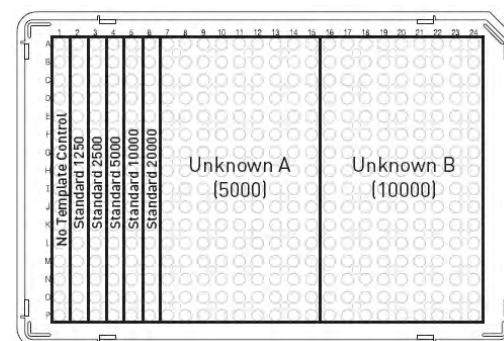 1 2 3 4 5 6 7 8 9 10 11 12 13 14 15 16 17 18 19 20 21 22 23 24
A
B
C
D
E
F
G
H
I
J
K
L
M
N
O
P
No Template Control
Standard 1250
Standard 2500
Standard 5000
Standard 10000
Standard 20000
Unknown A
(5000)
Unknown B
(10000)